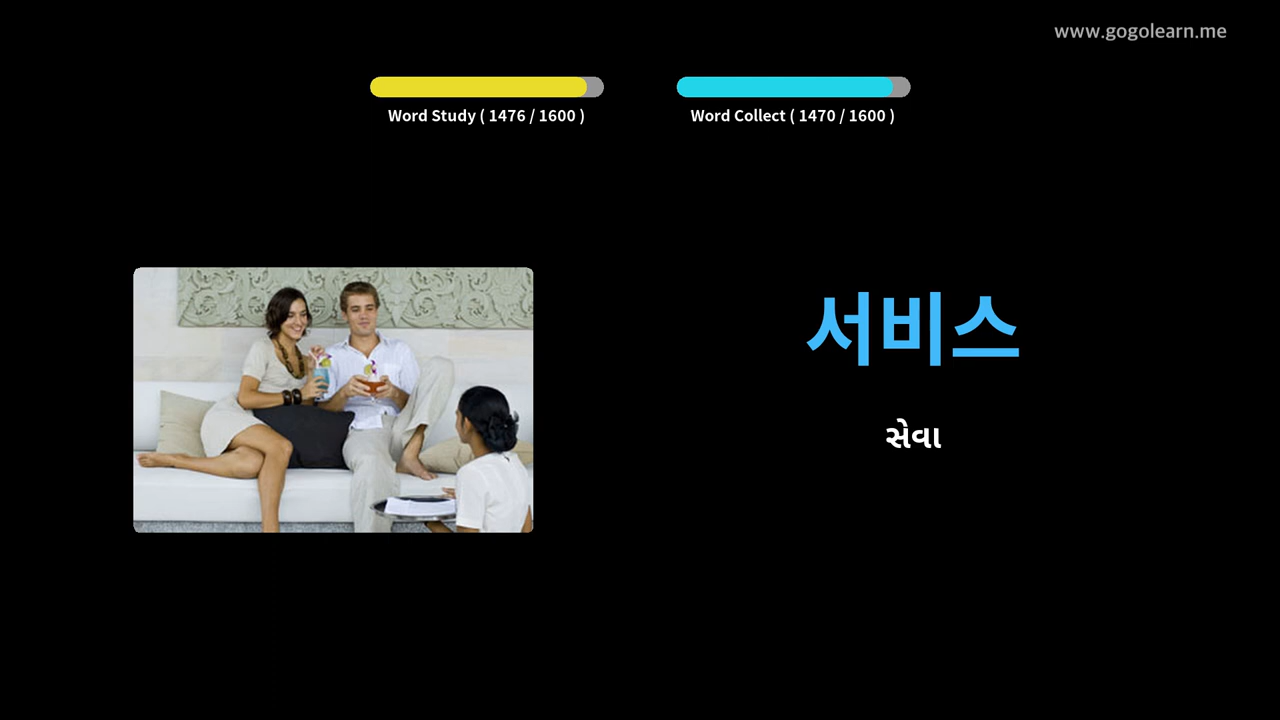 www.gogolearn.me
Word Study ( 1476 / 1600 )
Word Collect ( 1470 / 1600 )
서비스
સેવા